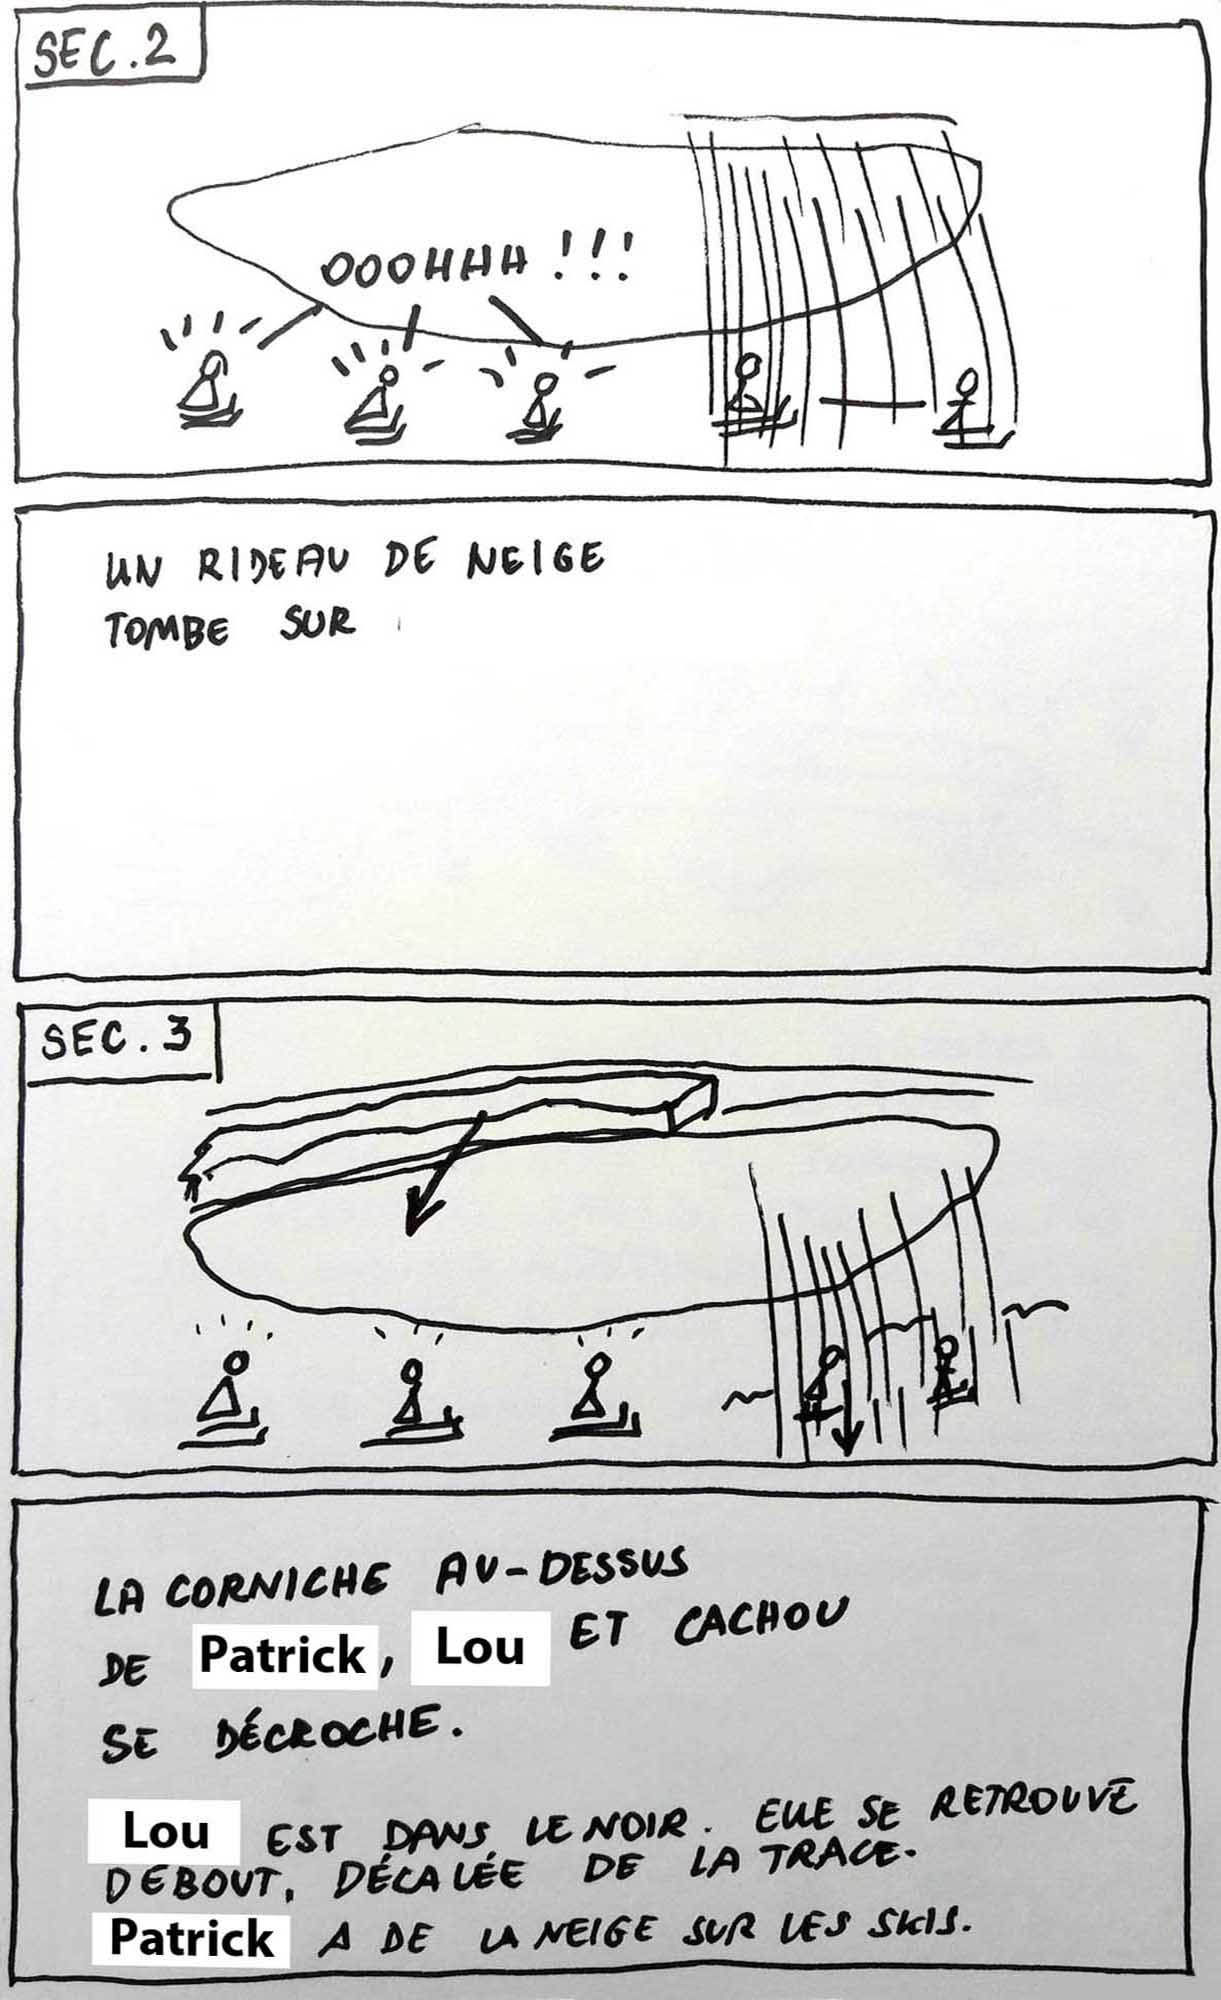 SEC. 2
OOOHHH !!!
UN RIDEAU DE NEIGE
TOMBE SUR
SEC. 3
LA CORNICHE AU-DESSUS
DE Patrick, Lou ET CACHOU
SE DÉCROCHE.
Lou EST DANS LE NOIR. ELLE SE RETROUVE
DEBOUT, DÉCALÉE DE LA TRACE.
Patrick A DE LA NEIGE SUR LES SKIS.